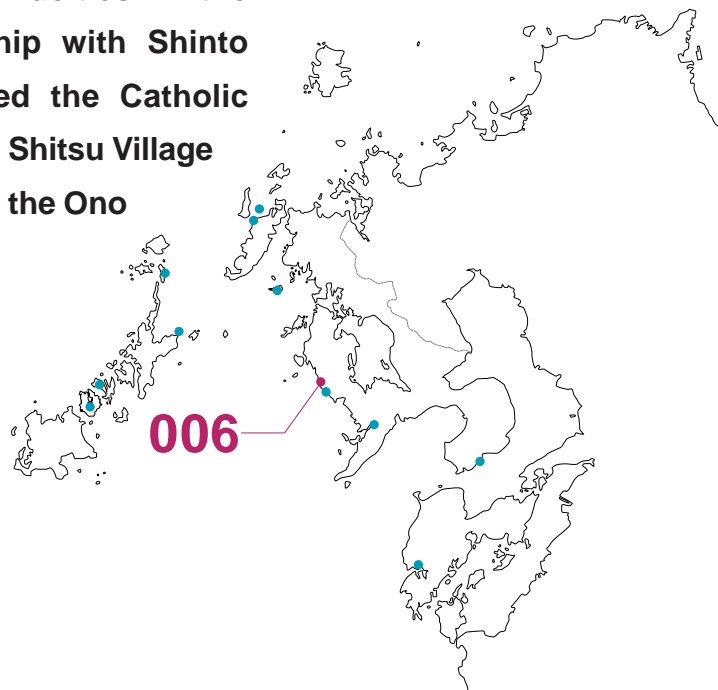 hip with Shinto
ed the Catholic
Shitsu Village
the Ono
006